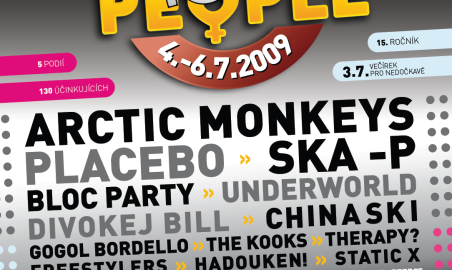 PEOPLE
4.-6.7.2009
15. ROČNÍK
5 PODIÍ
3.7. VEČÍREK PRO NEDOČKAVÉ
130 ÚČINKUJÍCÍCH
ARCTIC MONKEYS
PLACEBO » SKA -P
BLOC PARTY » UNDERWORLD
DIVOKEJ BILL » CHINASKI
GOGOL BORDELLO » THE KOOKS » THERAPY?
FREESTYLERS » HADOUKEN! » STATIC X